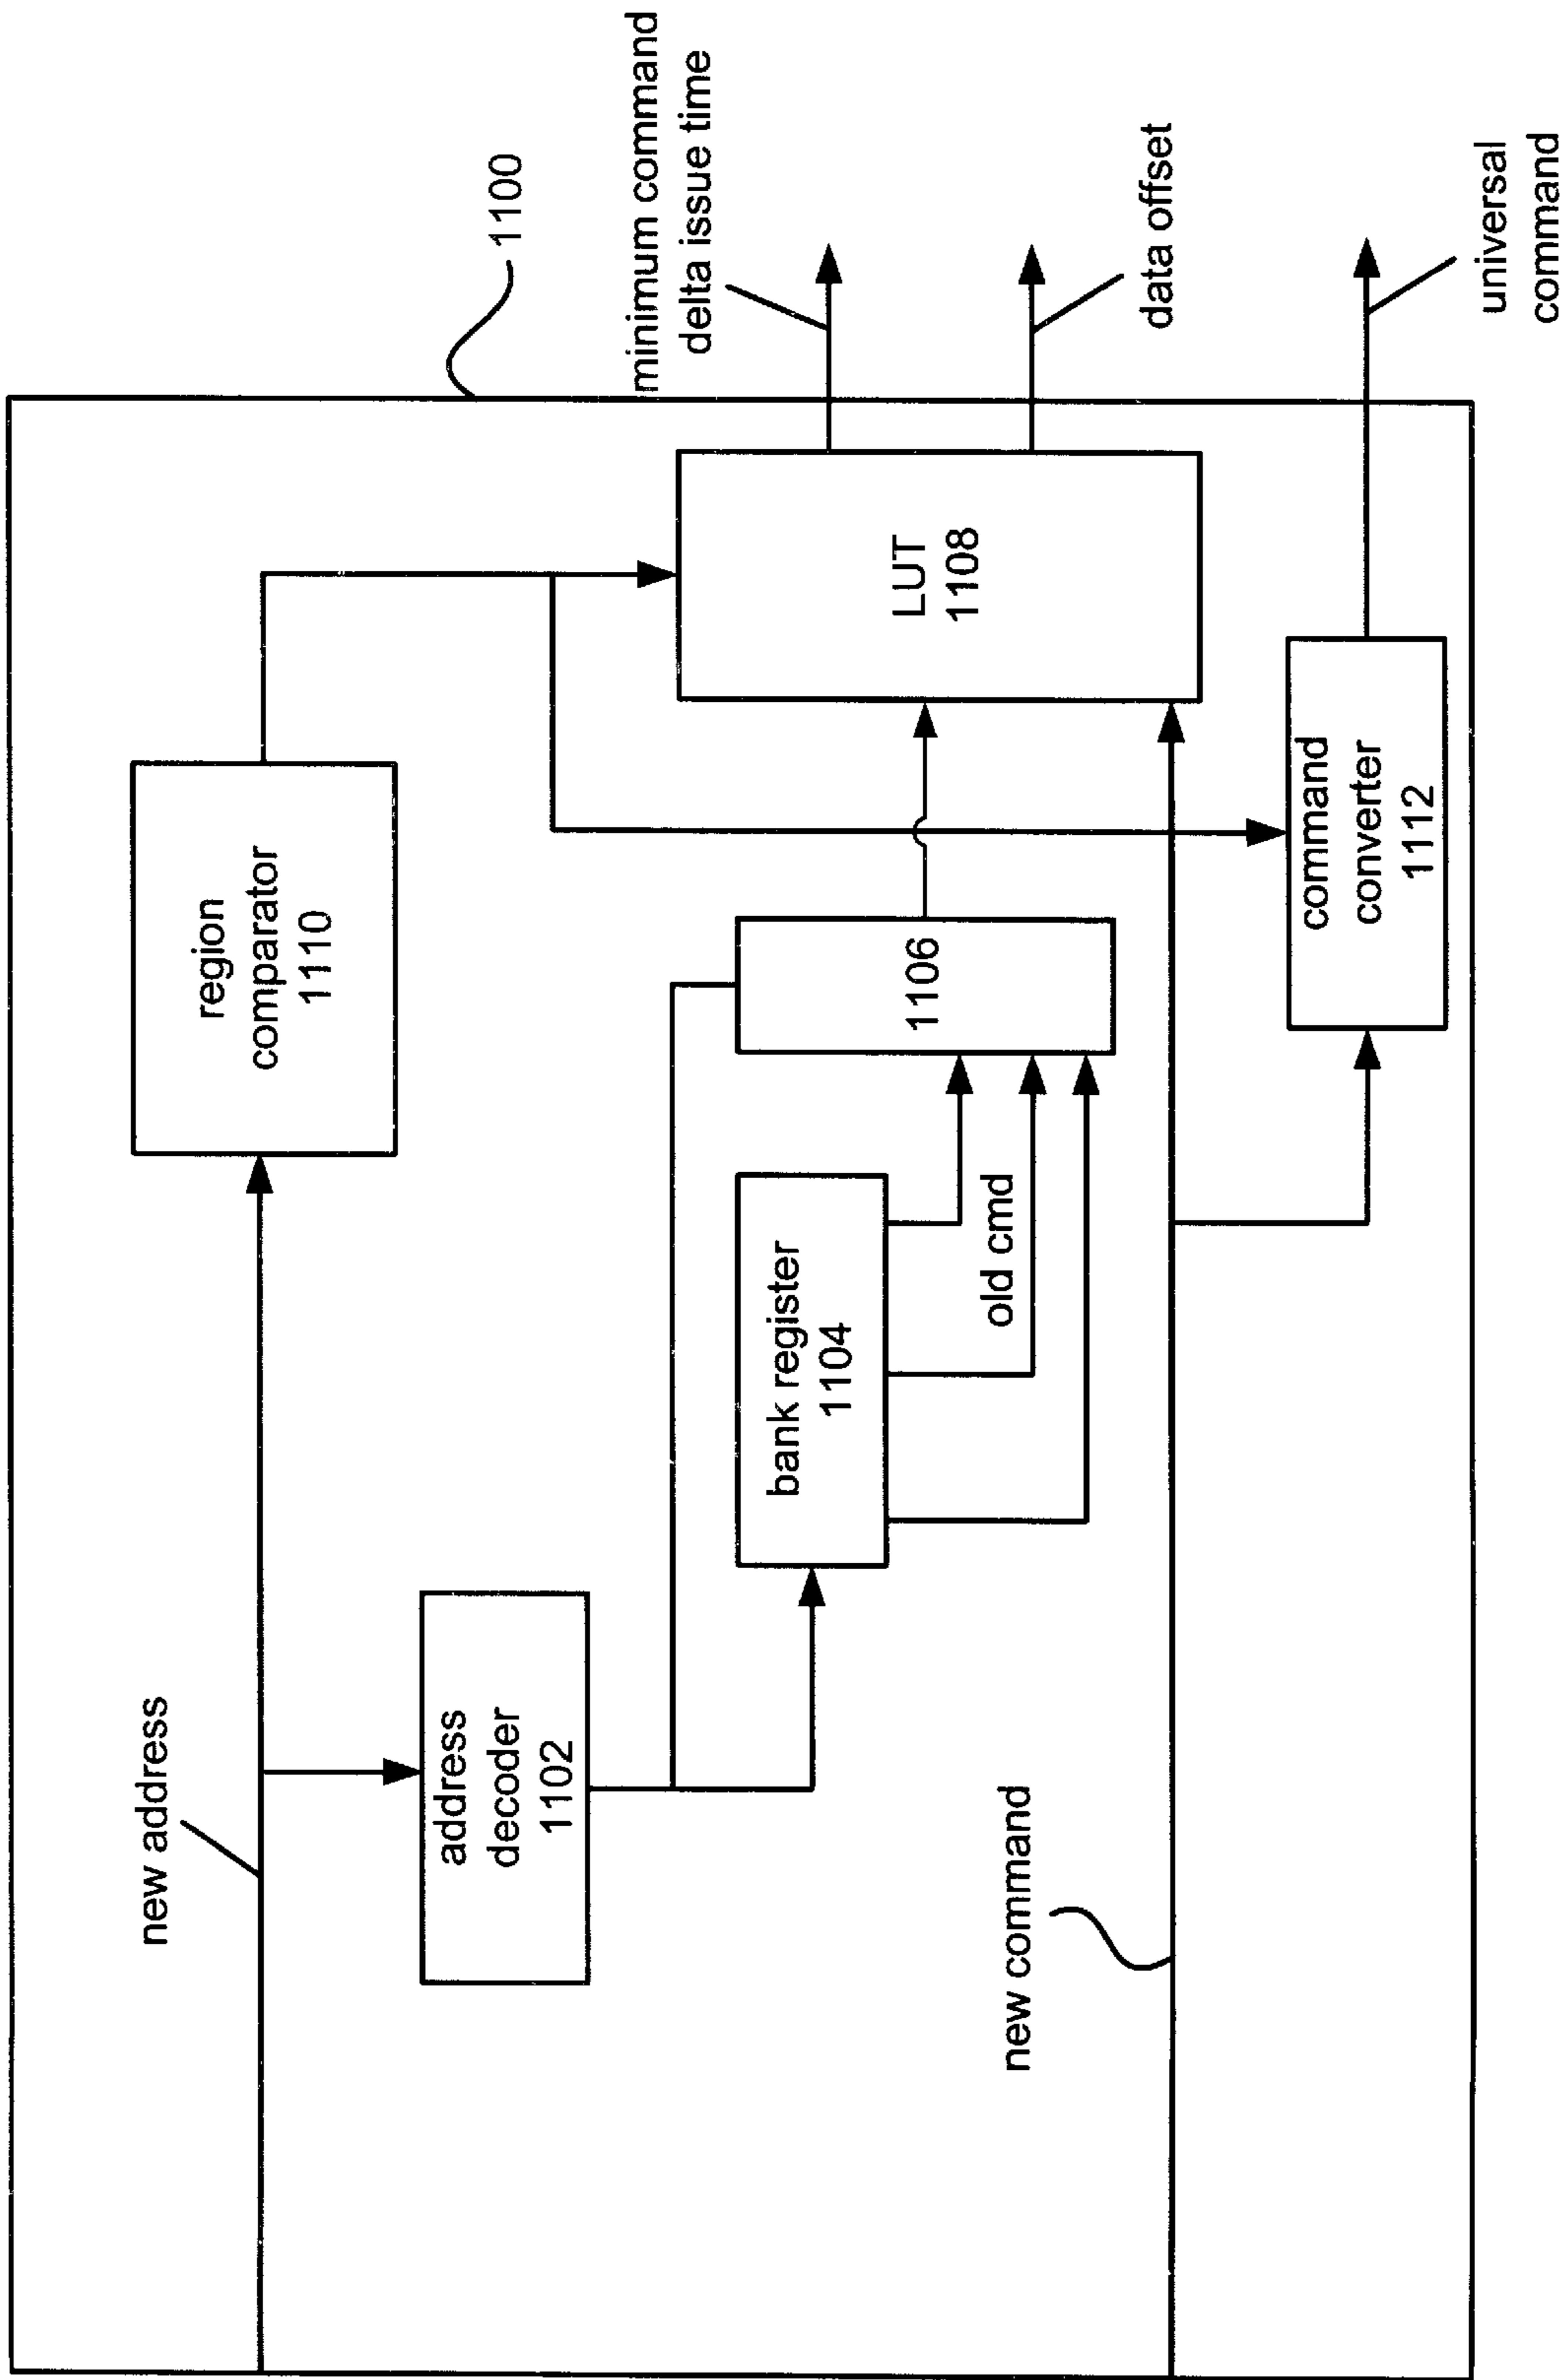 1100
new address
region
comparator
1110
minimum command
delta issue time
address
decoder
1102
LUT
1108
data offset
bank register
1104
1106
old cmd
new command
command
converter
1112
universal
command